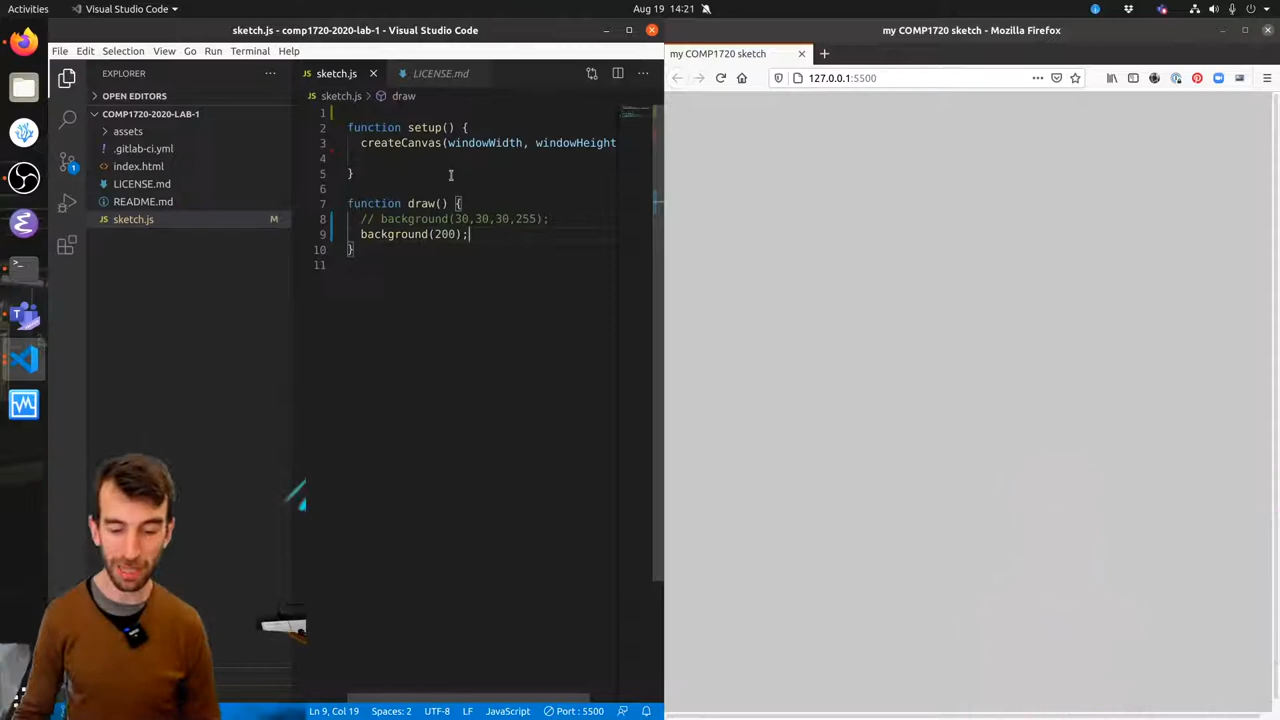 Activities
Visual Studio Code
Aug 19 14:21
sketch.js - comp1720-2020-lab-1 - Visual Studio Code
my COMP1720 sketch - Mozilla Firefox
File Edit Selection View Go Run Terminal Help
my COMP1720 sketch
EXPLORER
sketch.js
LICENSE.md
127.0.0.1:5500
OPEN EDITORS
sketch.js > draw
COMP1720-2020-LAB-1
assets
.gitlab-ci.yml
index.html
LICENSE.md
README.md
sketch.js M
1
1
2 function setup() {
3 createCanvas(windowWidth, windowHeight
4
5 }
6
7 function draw() {
8 // background(30,30,30,255);
9 background(200);
10 }
11
Ln 9, Col 19 Spaces: 2 UTF-8 LF JavaScript Port : 5500